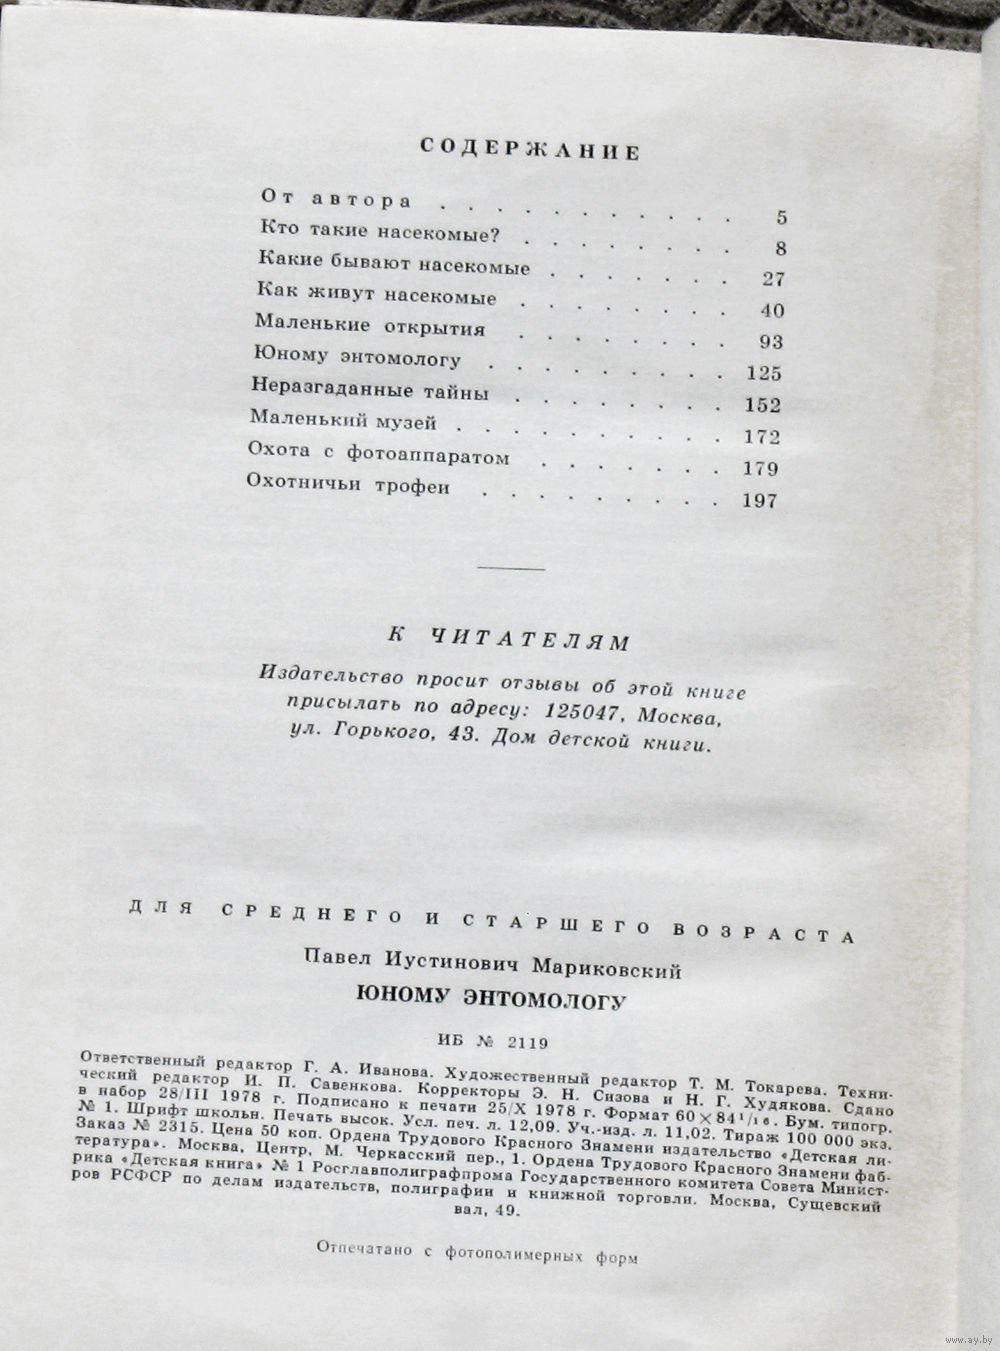 СОДЕРЖАНИЕ
От автора . . . . . . . . . . . 5
Кто такие насекомые? . . . . . . . . 8
Какие бывают насекомые . . . . . . . 27
Как живут насекомые . . . . . . . . 40
Маленькие открытия . . . . . . . . 93
Юному энтомологу . . . . . . . . . 125
Неразгаданные тайны . . . . . . . . 152
Маленький музей . . . . . . . . . . 172
Охота с фотоаппаратом . . . . . . . 179
Охотничьи трофеи . . . . . . . . . 197
К ЧИТАТЕЛЯМ
Издательство просит отзывы об этой книге
присылать по адресу: 125047, Москва,
ул. Горького, 43. Дом детской книги.
ДЛЯ СРЕДНЕГО И СТАРШЕГО ВОЗРАСТА
Павел Иустинович Мариковский
ЮНОМУ ЭНТОМОЛОГУ
ИБ № 2119
Ответственный редактор Г. А. Иванова. Художественный редактор Т. М. Токарева. Техни-
ческий редактор И. П. Савенкова. Корректоры Э. Н. Сизова и Н. Г. Худякова. Сдано
в набор 28/III 1978 г. Подписано к печати 25/X 1978 г. Формат 60×84¹/₁₆. Бум. типогр.
№ 1. Шрифт школьн. Печать высок. Усл. печ. л. 12,09. Уч.-изд. л. 11,02. Тираж 100 000 экз.
Заказ № 2315. Цена 50 коп. Ордена Трудового Красного Знамени издательство «Детская ли-
тература». Москва, Центр, М. Черкасский пер., 1. Ордена Трудового Красного Знамени фаб-
рика «Детская книга» № 1 Росглавполиграфпрома Государственного комитета Совета Минист-
ров РСФСР по делам издательств, полиграфии и книжной торговли. Москва, Сущевский
вал, 49.
Отпечатано с фотополимерных форм
www.ay.by